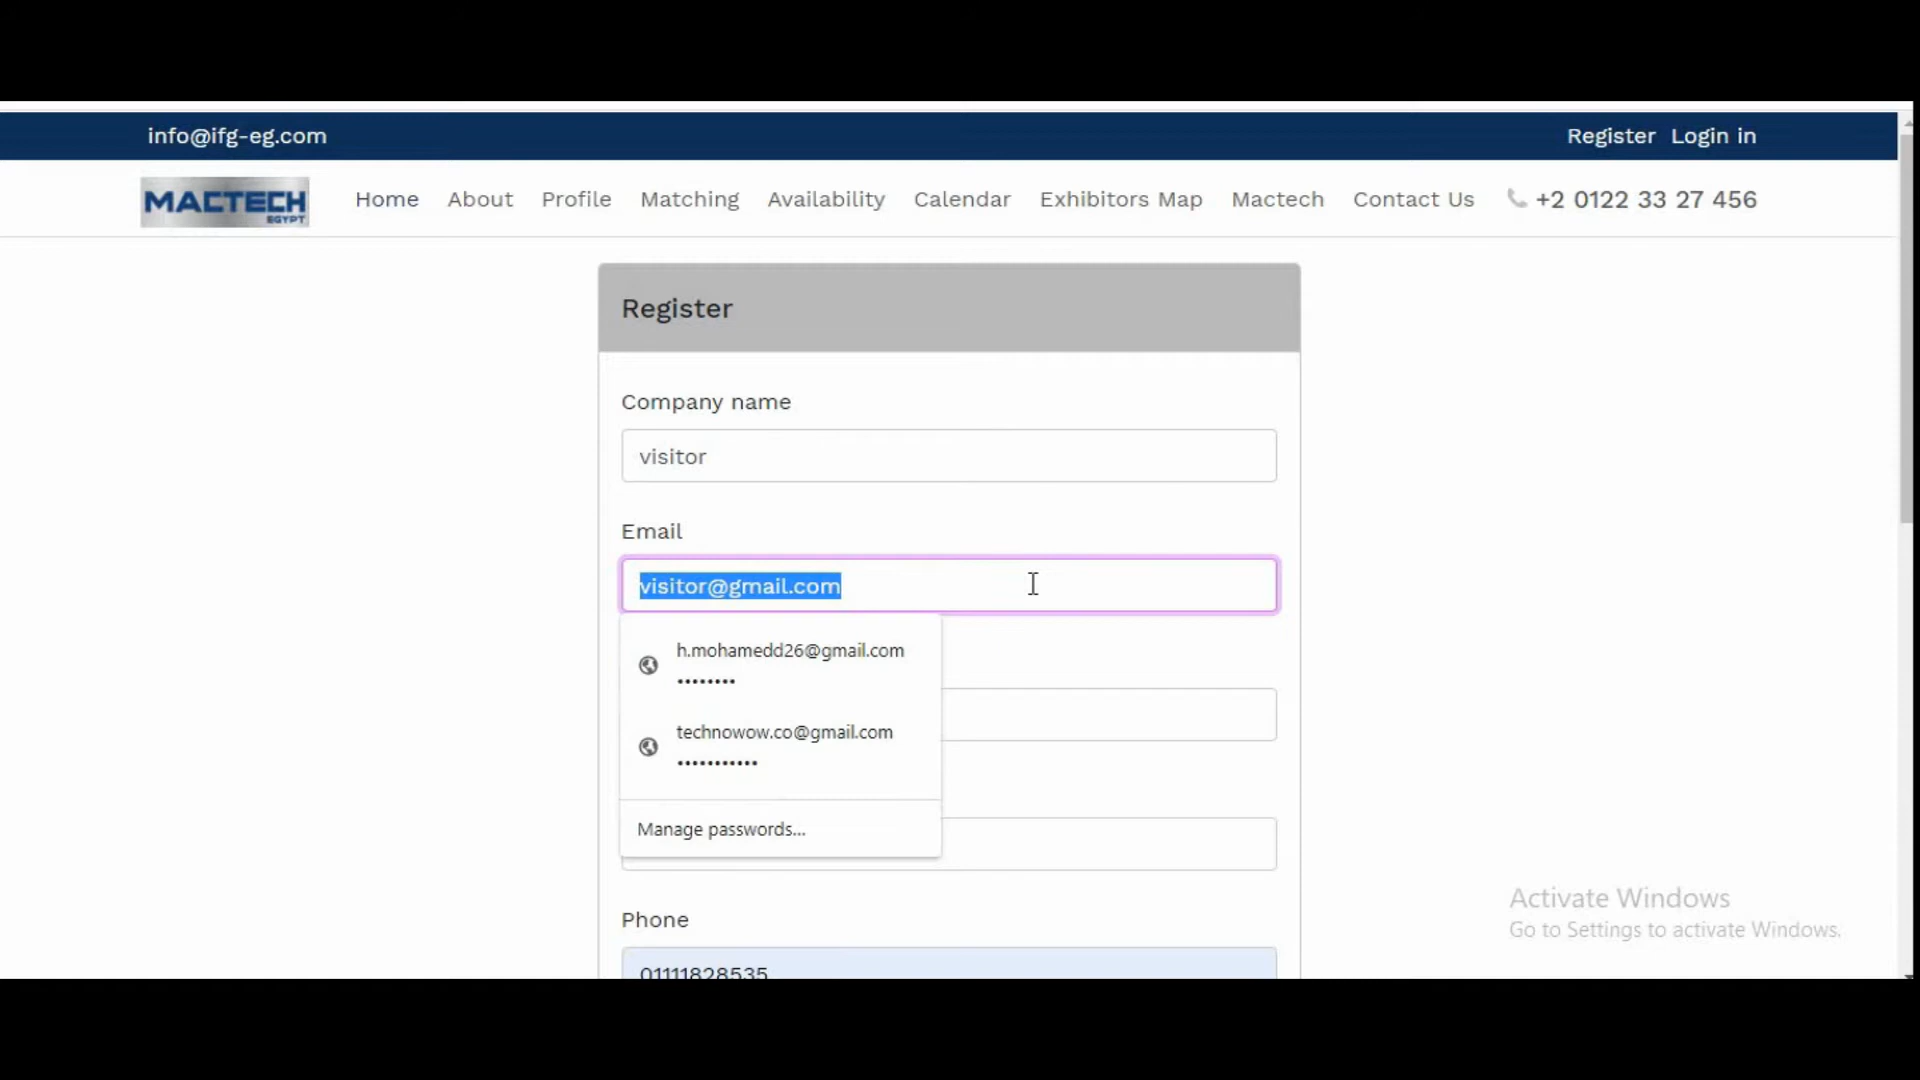 info@ifg-eg.com
Register Login in
MACTECH
EGYPT
Home About Profile Matching Availability Calendar Exhibitors Map Mactech Contact Us +2 0122 33 27 456
Register
Company name
visitor
Email
visitor@gmail.com
h.mohamedd26@gmail.com
••••••••
technowow.co@gmail.com
•••••••••••
Manage passwords...
Phone
01111828535
Activate Windows
Go to Settings to activate Windows.